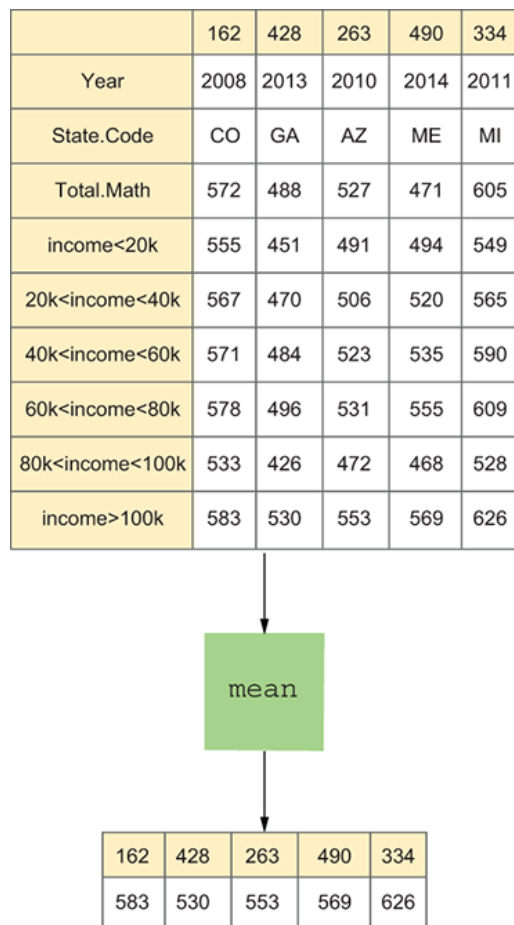 162 428 263 490 334
Year 2008 2013 2010 2014 2011
State.Code CO GA AZ ME MI
Total.Math 572 488 527 471 605
income<20k 555 451 491 494 549
20k<income<40k 567 470 506 520 565
40k<income<60k 571 484 523 535 590
60k<income<80k 578 496 531 555 609
80k<income<100k 533 426 472 468 528
income>100k 583 530 553 569 626
mean
162 428 263 490 334
583 530 553 569 626